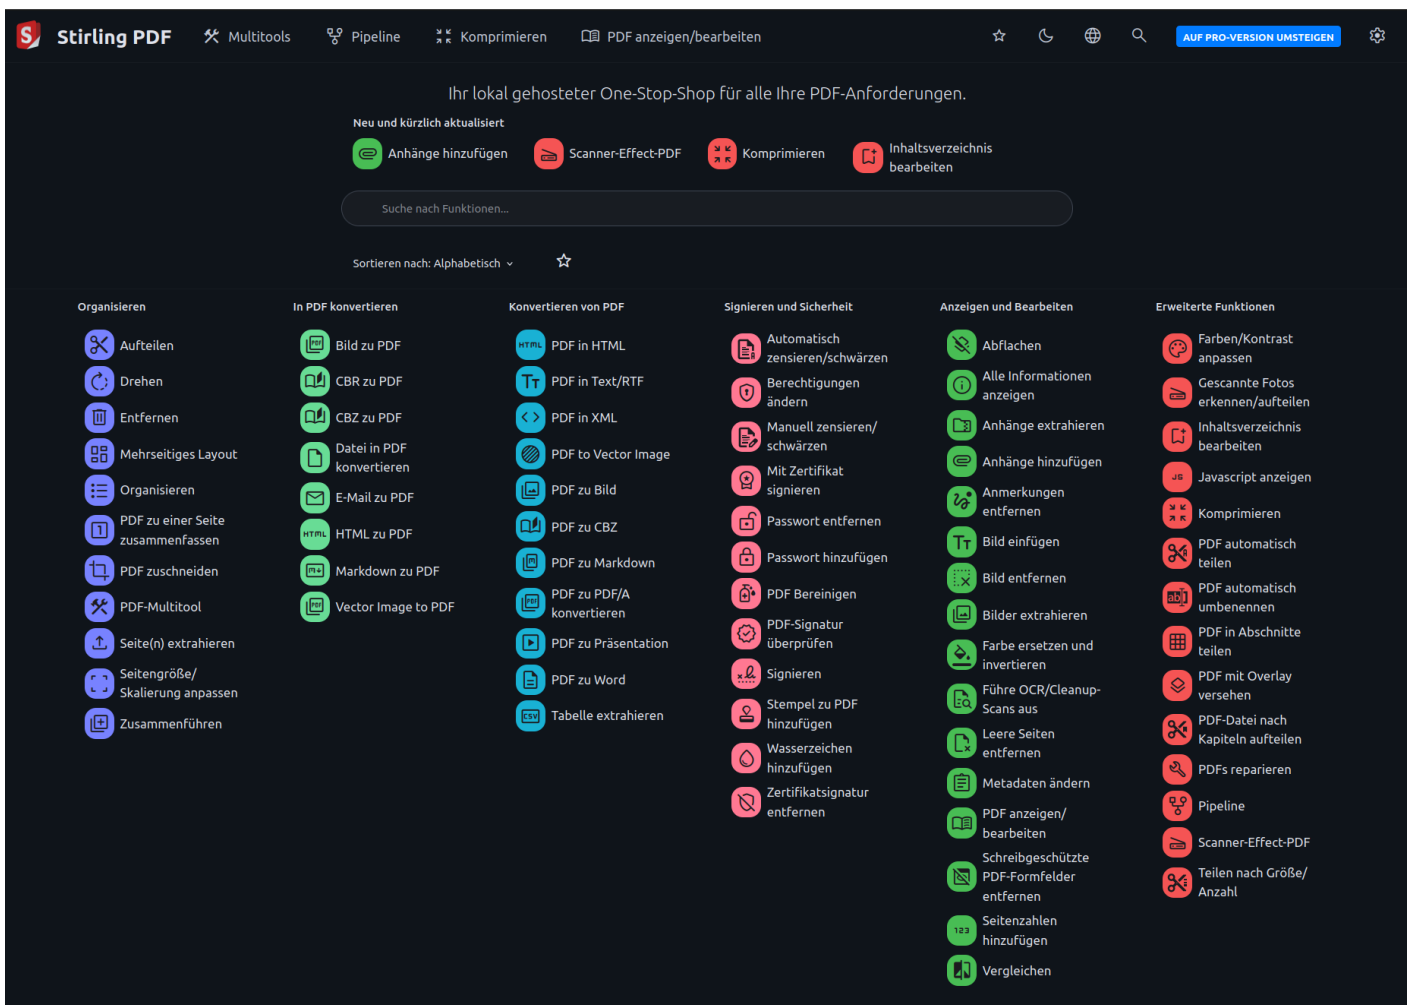 Stirling PDF
Multitools
Pipeline
Komprimieren
PDF anzeigen/bearbeiten
AUF PRO-VERSION UMSTEIGEN
Ihr lokal gehosteter One-Stop-Shop für alle Ihre PDF-Anforderungen.
Neu und kürzlich aktualisiert
Anhänge hinzufügen
Scanner-Effect-PDF
Komprimieren
Inhaltsverzeichnis
bearbeiten
Suche nach Funktionen...
Sortieren nach: Alphabetisch
Organisieren
Aufteilen
Drehen
Entfernen
Mehrseitiges Layout
Organisieren
PDF zu einer Seite
zusammenfassen
PDF zuschneiden
PDF-Multitool
Seite(n) extrahieren
Seitengröße/
Skalierung anpassen
Zusammenführen
In PDF konvertieren
Bild zu PDF
CBR zu PDF
CBZ zu PDF
Datei in PDF
konvertieren
E-Mail zu PDF
HTML
HTML zu PDF
Markdown zu PDF
Vector Image to PDF
Konvertieren von PDF
HTML
PDF in HTML
PDF in Text/RTF
PDF in XML
PDF to Vector Image
PDF zu Bild
PDF zu CBZ
PDF zu Markdown
PDF zu PDF/A
konvertieren
PDF zu Präsentation
PDF zu Word
CSV
Tabelle extrahieren
Signieren und Sicherheit
Automatisch
zensieren/schwärzen
Berechtigungen
ändern
Manuell zensieren/
schwärzen
Mit Zertifikat
signieren
Passwort entfernen
Passwort hinzufügen
PDF Bereinigen
PDF-Signatur
überprüfen
Signieren
Stempel zu PDF
hinzufügen
Wasserzeichen
hinzufügen
Zertifikatsignatur
entfernen
Anzeigen und Bearbeiten
Abflachen
Alle Informationen
anzeigen
Anhänge extrahieren
Anhänge hinzufügen
Anmerkungen
entfernen
Bild einfügen
Bild entfernen
Bilder extrahieren
Farbe ersetzen und
invertieren
Führe OCR/Cleanup-
Scans aus
Leere Seiten
entfernen
Metadaten ändern
PDF anzeigen/
bearbeiten
Schreibgeschützte
PDF-Formfelder
entfernen
123
Seitenzahlen
hinzufügen
Vergleichen
Erweiterte Funktionen
Farben/Kontrast
anpassen
Gescannte Fotos
erkennen/aufteilen
Inhaltsverzeichnis
bearbeiten
JS
Javascript anzeigen
Komprimieren
PDF automatisch
teilen
PDF automatisch
umbenennen
PDF in Abschnitte
teilen
PDF mit Overlay
versehen
PDF-Datei nach
Kapiteln aufteilen
PDFs reparieren
Pipeline
Scanner-Effect-PDF
Teilen nach Größe/
Anzahl